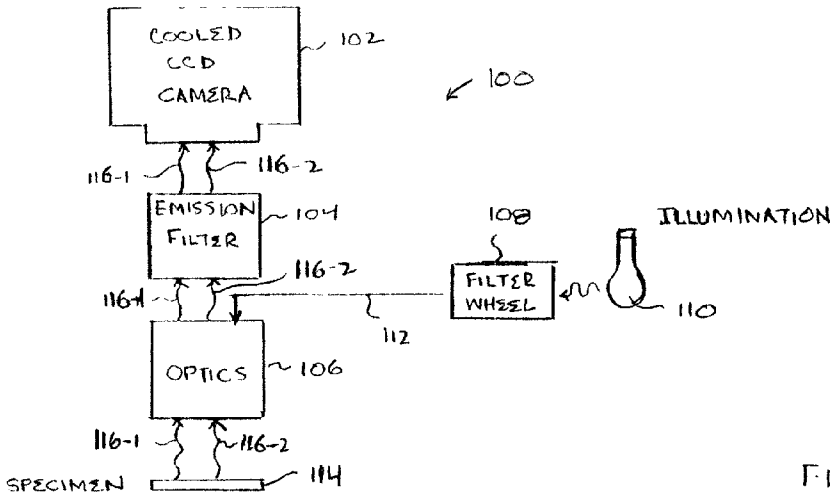 COOLED
CCD
CAMERA
102
100
116-1
116-2
EMISSION
FILTER
104
108
ILLUMINATION
116-1
116-2
FILTER
WHEEL
110
112
OPTICS
106
116-1
116-2
SPECIMEN
114